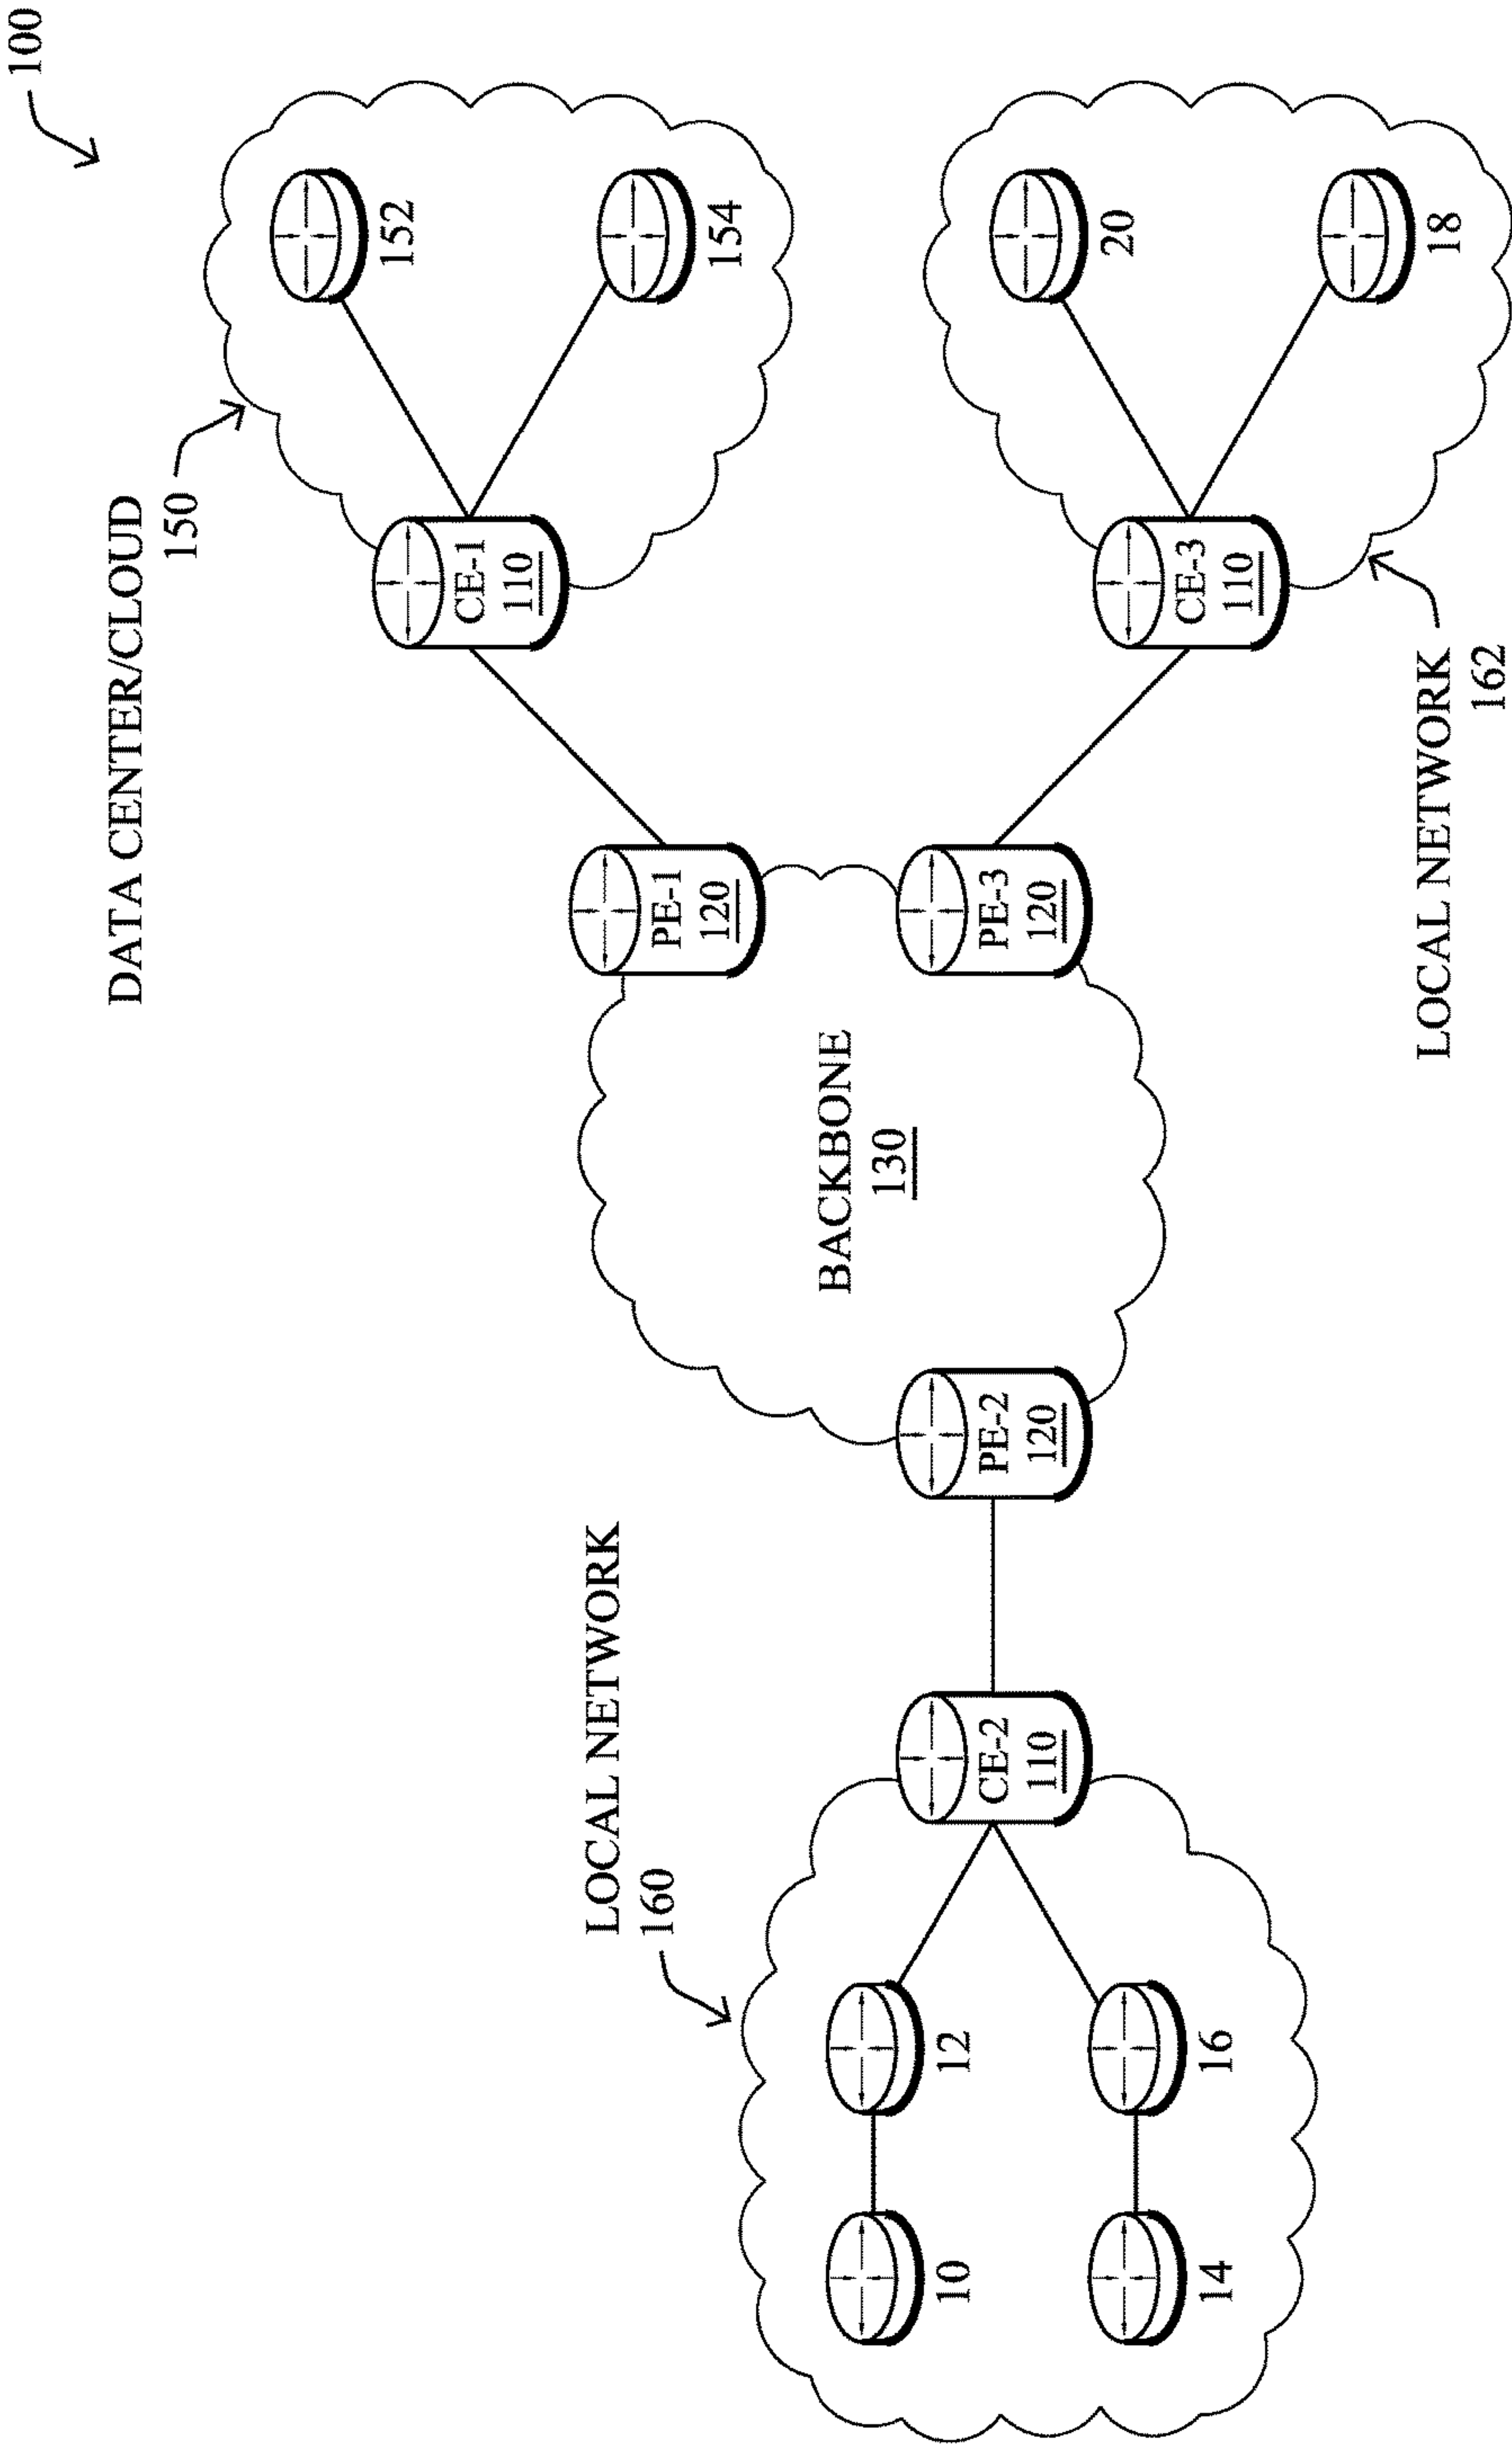 100
DATA CENTER/CLOUD
150
152
154
CE-1
110
PE-1
120
LOCAL NETWORK
160
BACKBONE
130
10
12
14
16
CE-2
110
PE-2
120
PE-3
120
CE-3
110
20
18
LOCAL NETWORK
162